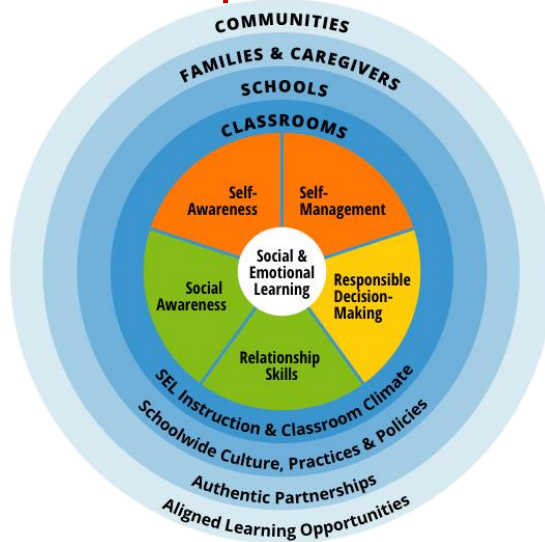 COMMUNITIES
FAMILIES & CAREGIVERS
SCHOOLS
CLASSROOMS
Self-
Awareness
Self-
Management
Social &
Emotional
Learning
Social
Awareness
Responsible
Decision-
Making
Relationship
Skills
SEL Instruction & Classroom Climate
Schoolwide Culture, Practices & Policies
Authentic Partnerships
Aligned Learning Opportunities